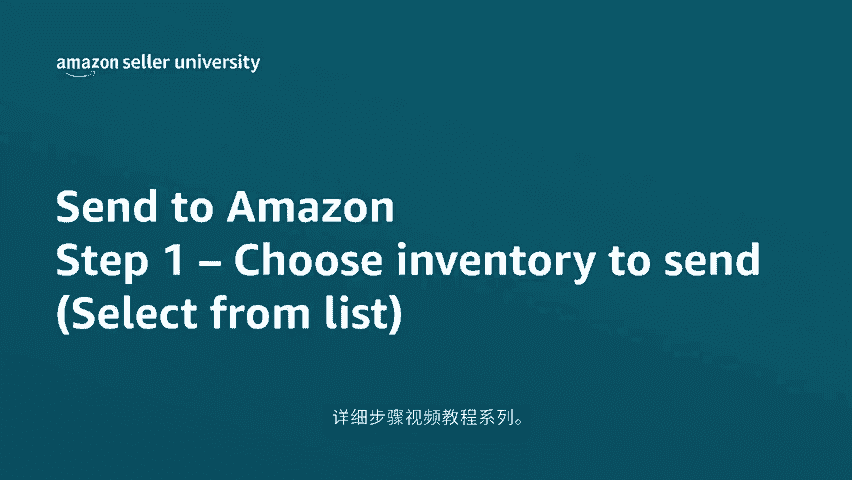 amazon seller university
Send to Amazon
Step 1 – Choose inventory to send
(Select from list)
详细步骤视频教程系列。